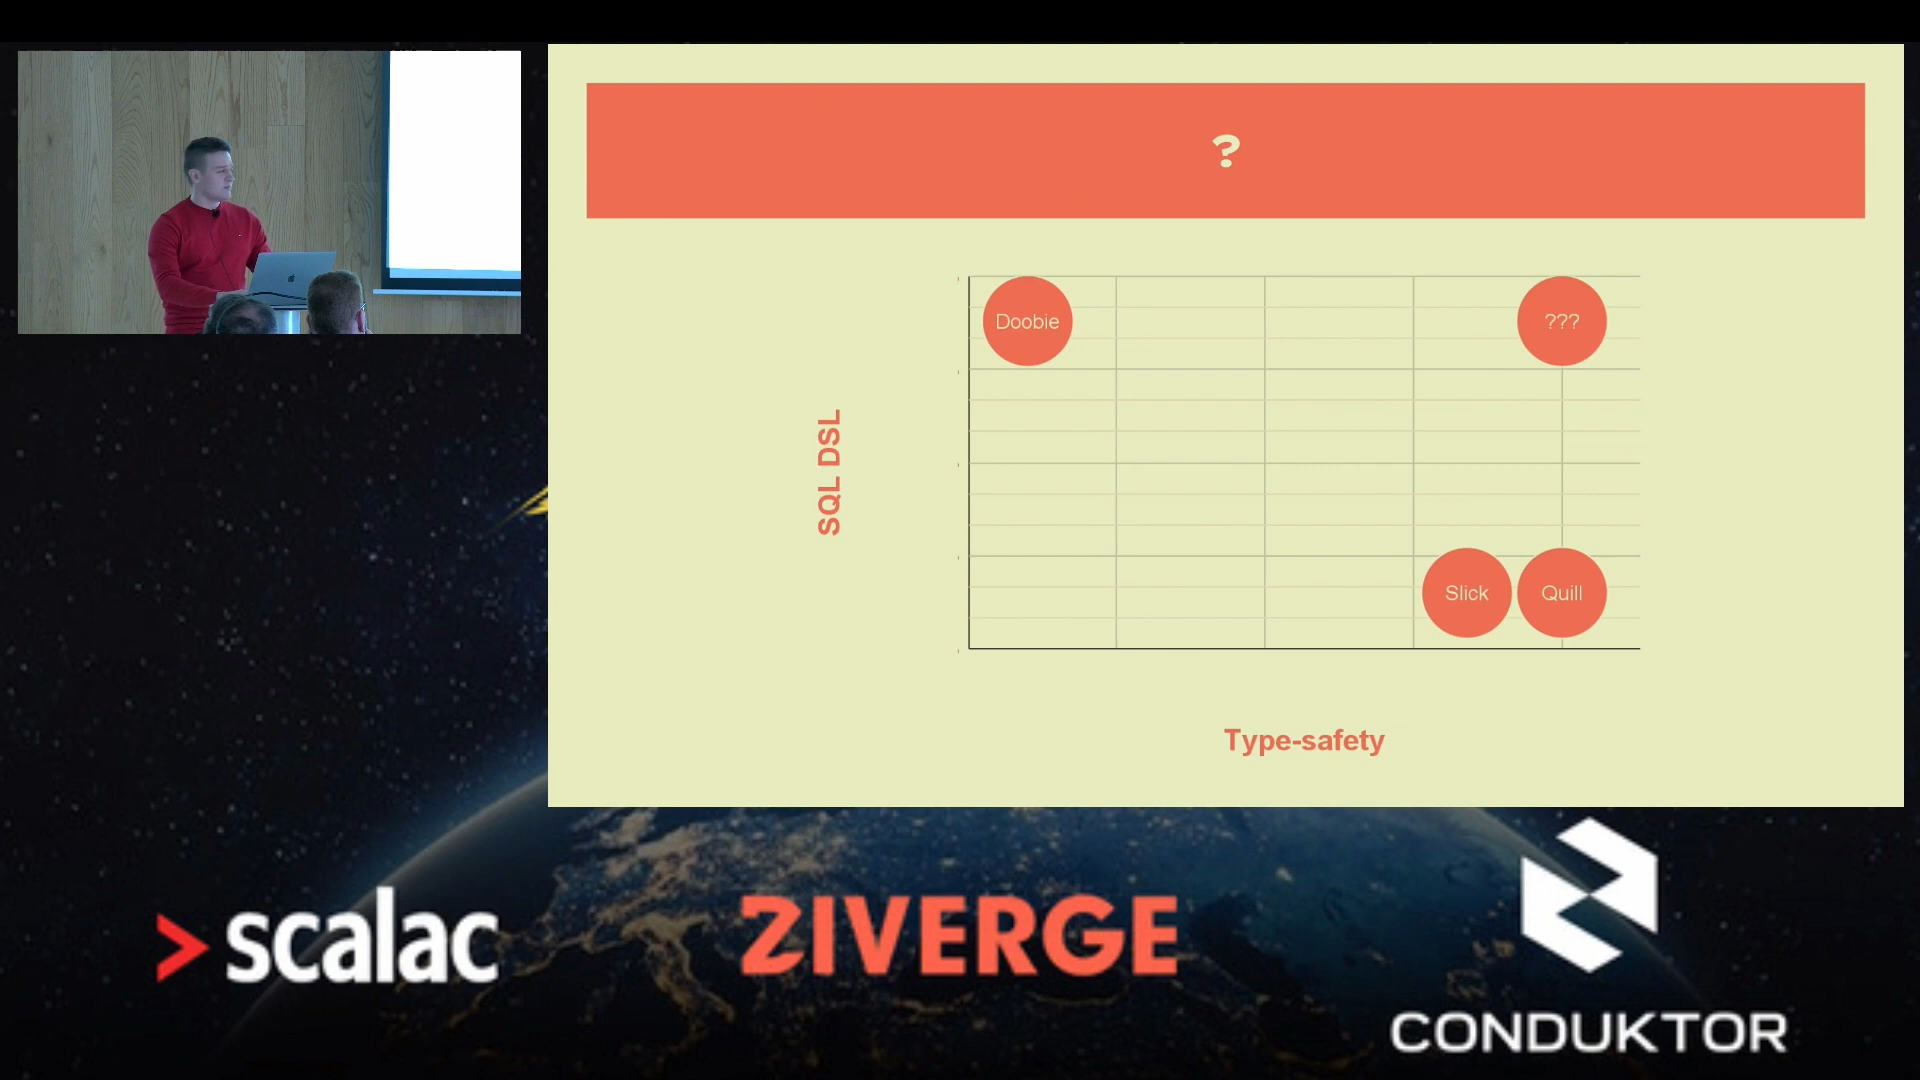 ?
Doobie
???
SQL DSL
Slick
Quill
Type-safety
scalac
ZIVERGE
CONDUKTOR